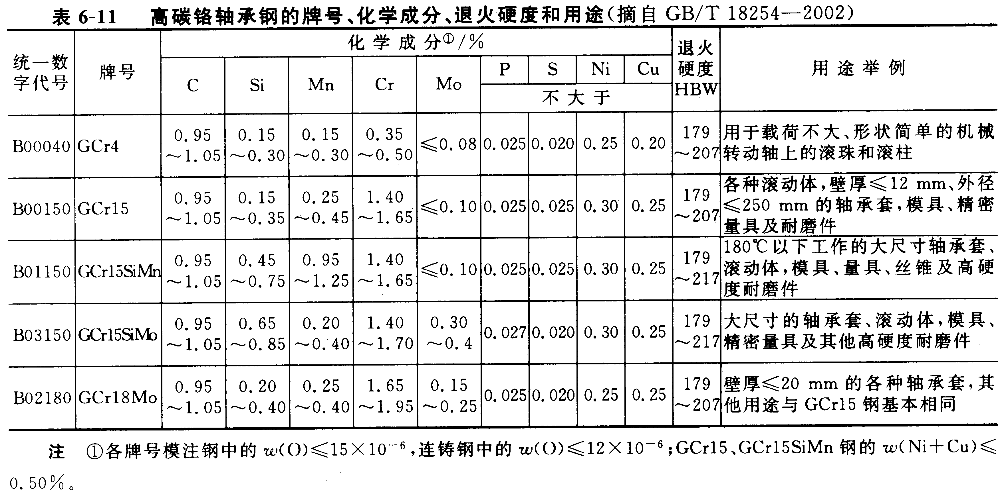 表 6-11 高碳铬轴承钢的牌号、化学成分、退火硬度和用途(摘自 GB/T 18254—2002)
统一数字代号 牌号 化学成分①/% 退火硬度HBW 用途举例
C Si Mn Cr Mo P S Ni Cu
不大于
B00040 GCr4 0.95～1.05 0.15～0.30 0.15～0.30 0.35～0.50 ≤0.08 0.025 0.020 0.25 0.20 179～207 用于载荷不大、形状简单的机械转动轴上的滚珠和滚柱
B00150 GCr15 0.95～1.05 0.15～0.35 0.25～0.45 1.40～1.65 ≤0.10 0.025 0.025 0.30 0.25 179～207 各种滚动体,壁厚≤12 mm、外径≤250 mm 的轴承套,模具、精密量具及耐磨件
B01150 GCr15SiMn 0.95～1.05 0.45～0.75 0.95～1.25 1.40～1.65 ≤0.10 0.025 0.025 0.30 0.25 179～217 180℃以下工作的大尺寸轴承套、滚动体,模具、量具、丝锥及高硬度耐磨件
B03150 GCr15SiMo 0.95～1.05 0.65～0.85 0.20～0.40 1.40～1.70 0.30～0.4 0.027 0.020 0.30 0.25 179～217 大尺寸的轴承套、滚动体,模具、精密量具及其他高硬度耐磨件
B02180 GCr18Mo 0.95～1.05 0.20～0.40 0.25～0.40 1.65～1.95 0.15～0.25 0.025 0.020 0.25 0.25 179～207 壁厚≤20 mm 的各种轴承套,其他用途与 GCr15 钢基本相同
注 ①各牌号模注钢中的 w(O)≤15×10⁻⁶,连铸钢中的 w(O)≤12×10⁻⁶;GCr15、GCr15SiMn 钢的 w(Ni+Cu)≤
0.50%。